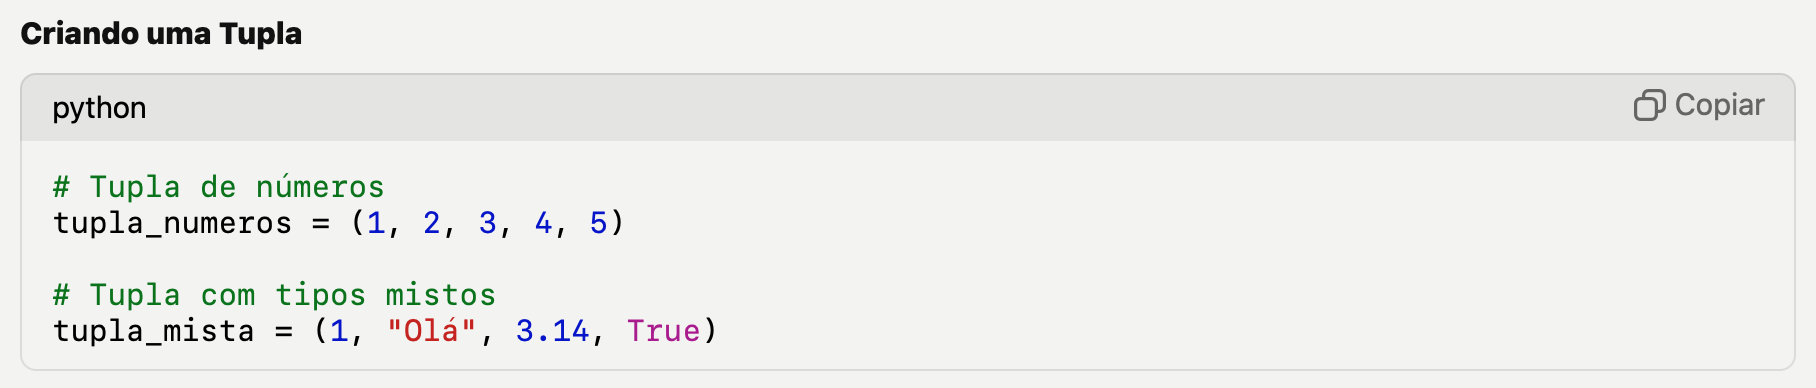 Criando uma Tupla
python
Copiar
# Tupla de números
tupla_numeros = (1, 2, 3, 4, 5)
# Tupla com tipos mistos
tupla_mista = (1, "Olá", 3.14, True)